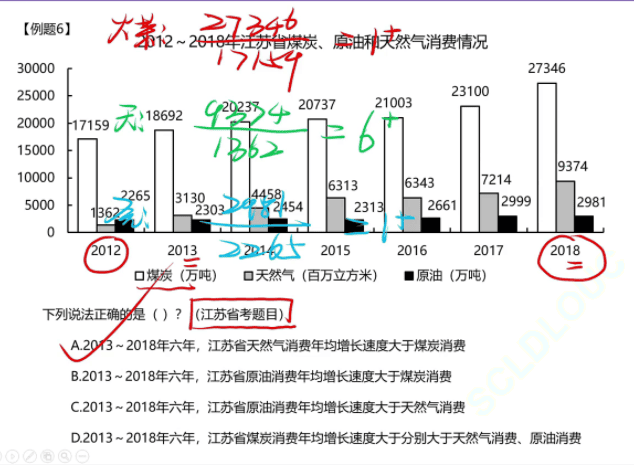 【例题6】
大煤: 27346/17159 = 1+
2012～2018年江苏省煤炭、原油和天然气消费情况
30000
25000
20000
15000
10000
5000
0
17159 18692 20237 20737 21003 23100 27346
1362 3130 4458 6313 6343 7214 9374
2265 2303 2454 2313 2661 2999 2981
天: 9374/1362 = 6+
2981/2265 = 1+
2012 2013 2014 2015 2016 2017 2018
煤炭（万吨） 天然气（百万立方米） 原油（万吨）
下列说法正确的是（ ）？（江苏省考题目）
A.2013～2018年六年，江苏省天然气消费年均增长速度大于煤炭消费
B.2013～2018年六年，江苏省原油消费年均增长速度大于煤炭消费
C.2013～2018年六年，江苏省原油消费年均增长速度大于天然气
D.2013～2018年六年，江苏省煤炭消费年均增长速度大于分别大于天然气消费、原油消费